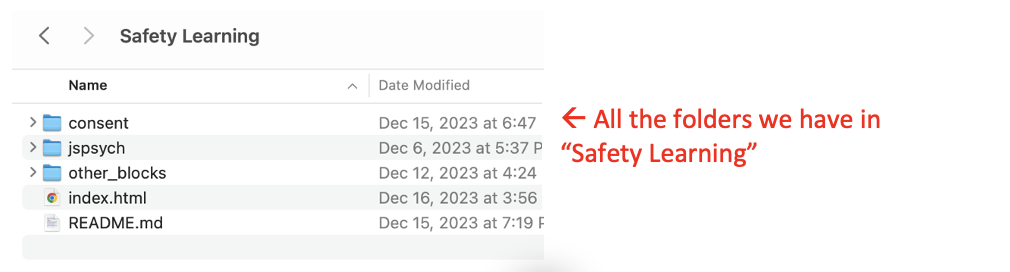 Safety Learning
Name Date Modified
consent Dec 15, 2023 at 6:47
jspsych Dec 6, 2023 at 5:37 P
other_blocks Dec 12, 2023 at 4:24
index.html Dec 16, 2023 at 3:56
README.md Dec 15, 2023 at 7:19
← All the folders we have in
“Safety Learning”